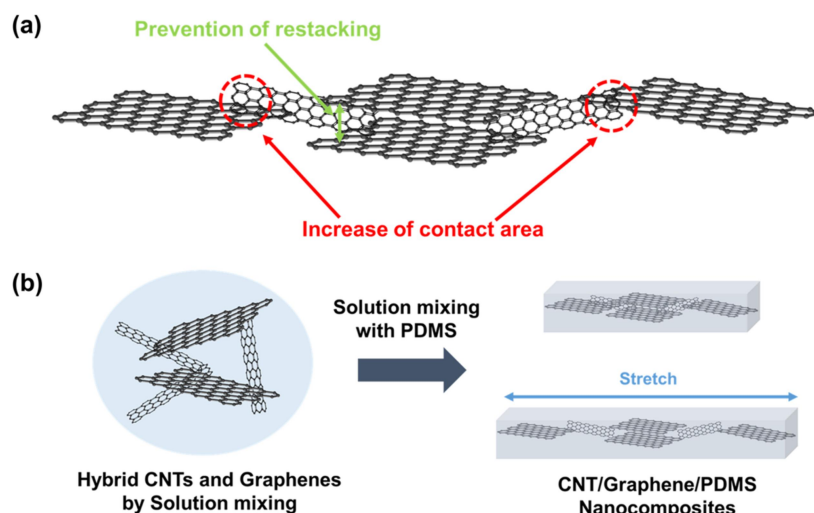 (a)
Prevention of restacking
Increase of contact area
(b)
Solution mixing
with PDMS
Stretch
Hybrid CNTs and Graphenes
by Solution mixing
CNT/Graphene/PDMS
Nanocomposites